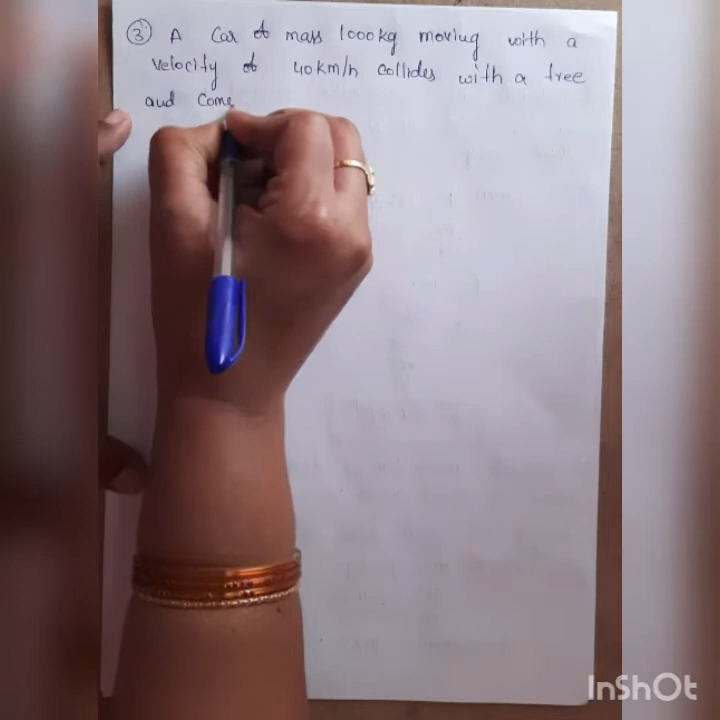 ③ A car of mass 1000kg moving with a
velocity of 40km/h collides with a tree
and come
InShOt